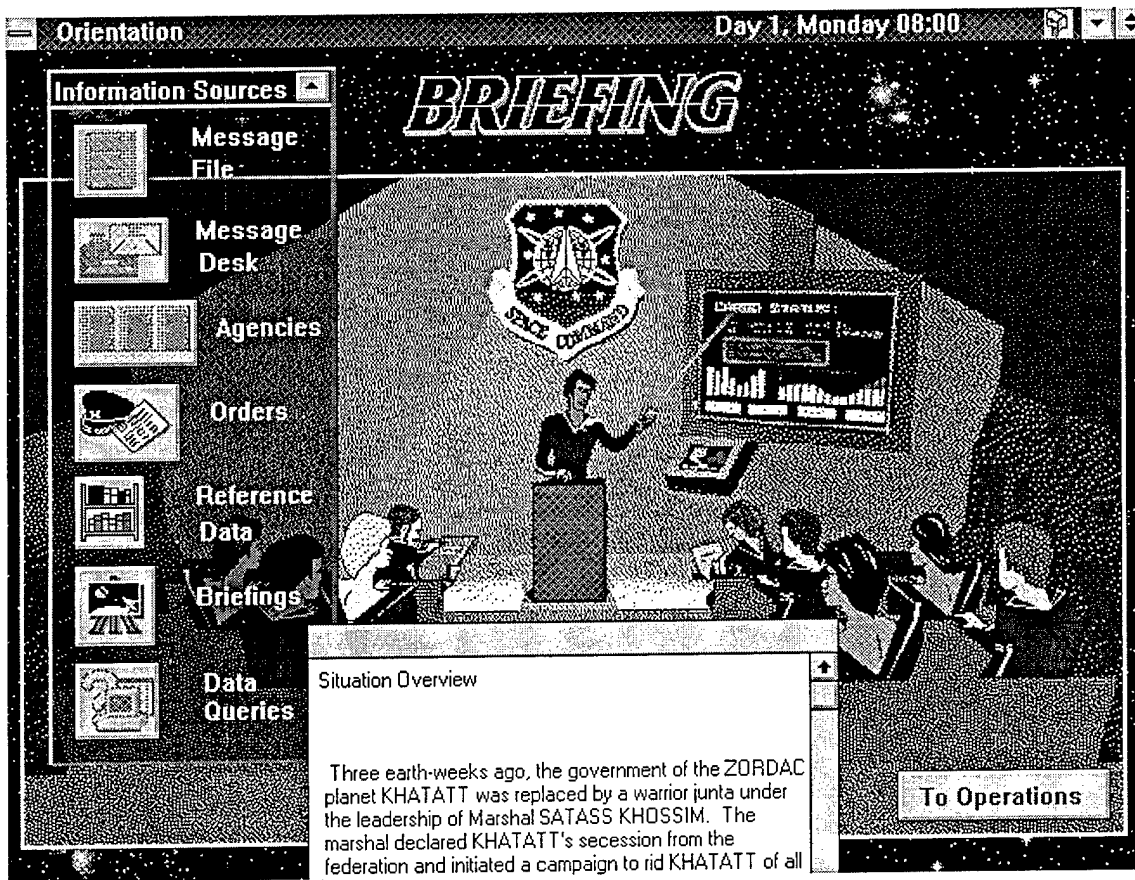 Orientation
Day 1, Monday 08:00
Information Sources
BRIEFING
Message
File
Message
Desk
Agencies
Orders
Reference
Data
Briefings
Data
Queries
SPACE COMMAND
To Operations
Situation Overview
Three earth-weeks ago, the government of the ZORDAC
planet KHATATT was replaced by a warrior junta under
the leadership of Marshal SATASS KHOSSIM. The
marshal declared KHATATT's secession from the
federation and initiated a campaign to rid KHATATT of all